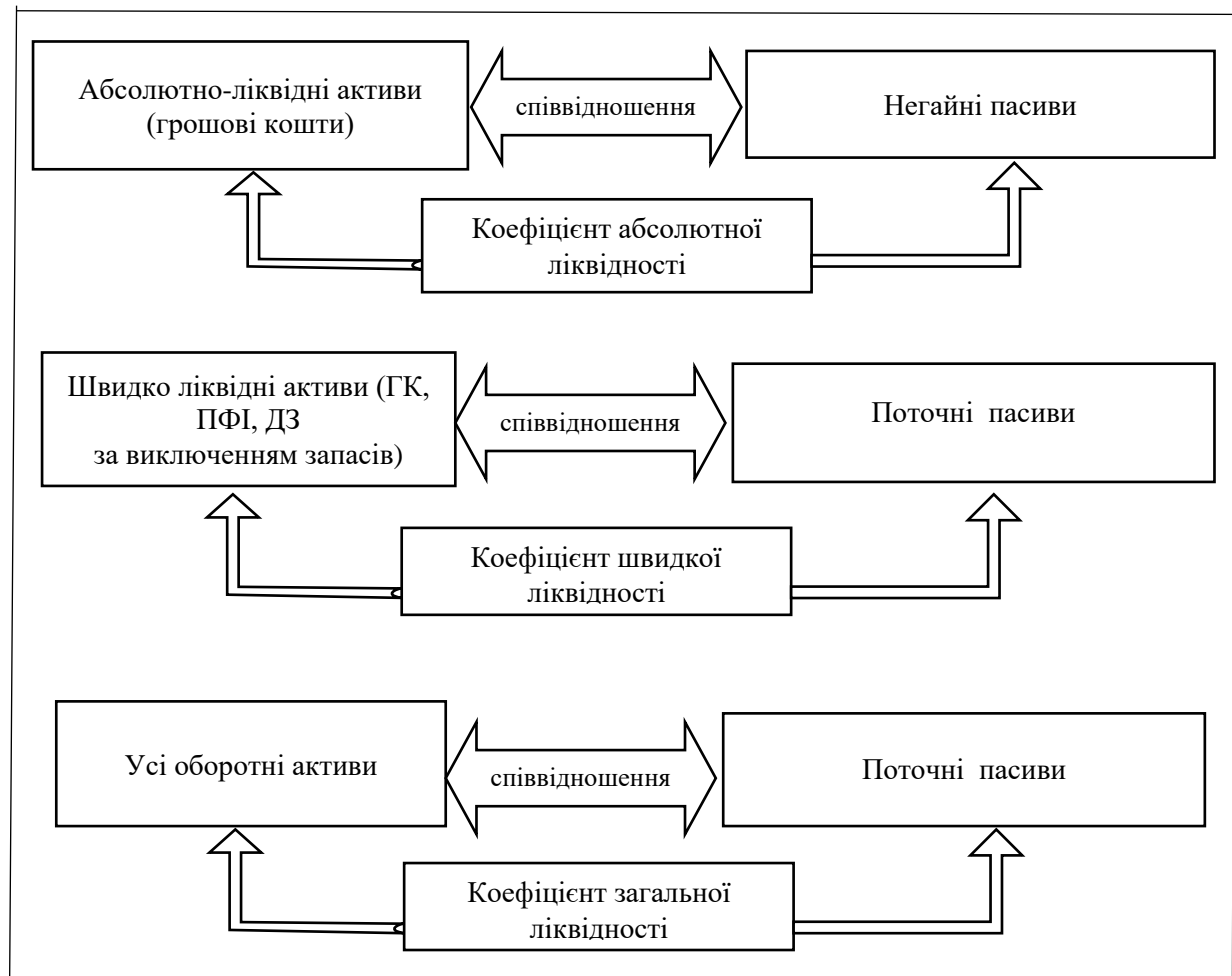 Абсолютно-ліквідні активи
(грошові кошти)
співвідношення
Негайні пасиви
Коефіцієнт абсолютної
ліквідності
Швидко ліквідні активи (ГК,
ПФІ, ДЗ
за виключенням запасів)
співвідношення
Поточні пасиви
Коефіцієнт швидкої
ліквідності
Усі оборотні активи
співвідношення
Поточні пасиви
Коефіцієнт загальної
ліквідності